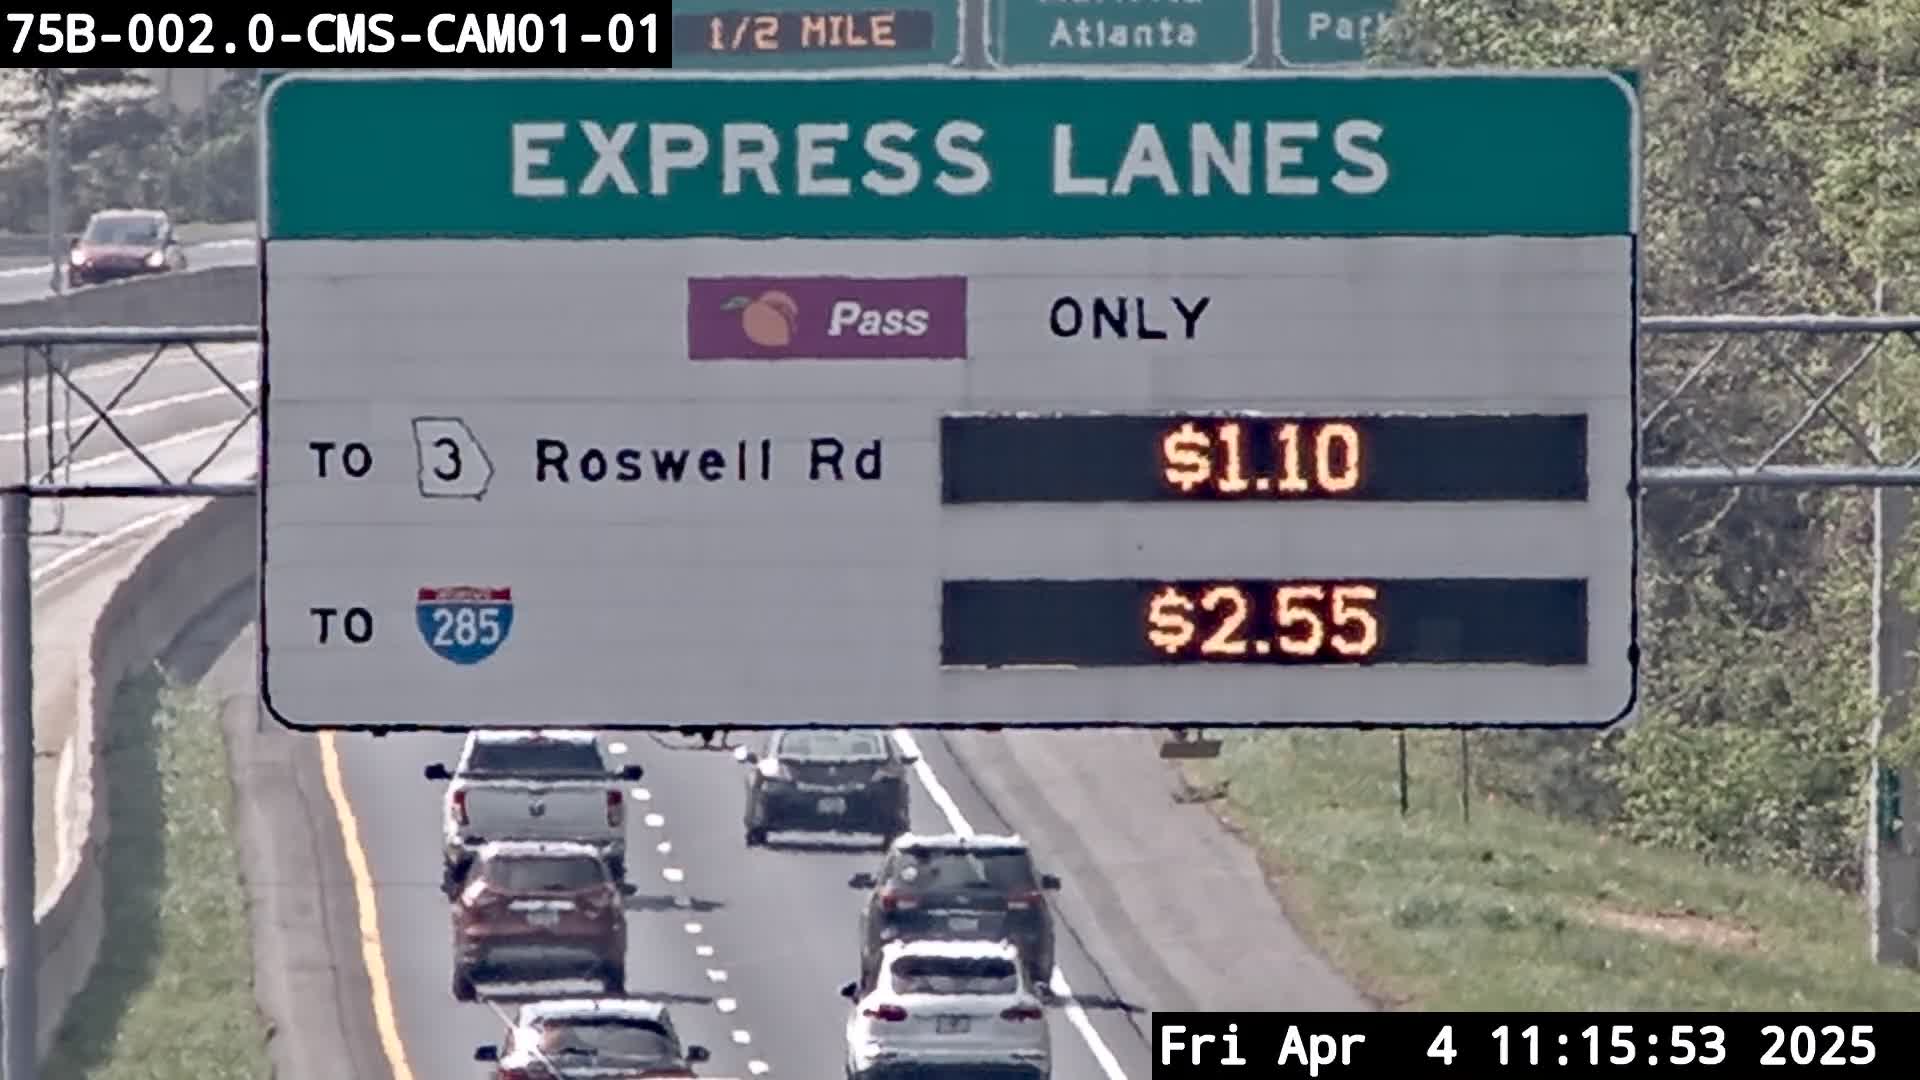 75B-002.0-CMS-CAM01-01
1/2 MILE
Atlanta
Park
EXPRESS LANES
Pass ONLY
TO 3 Roswell Rd $1.10
TO 285 $2.55
Fri Apr 4 11:15:53 2025